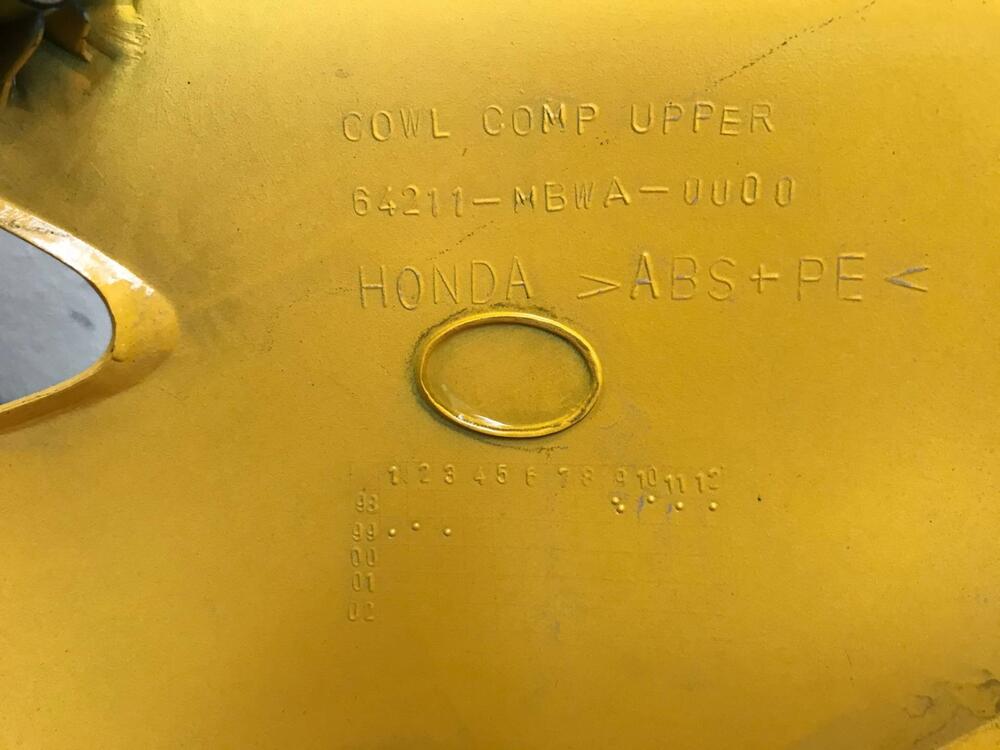 COWL COMP UPPER
64211-MBWA-0000
HONDA >ABS+PE<
1 2 3 4 5 6 7 8 9 10 11 12
98
99
00
01
02